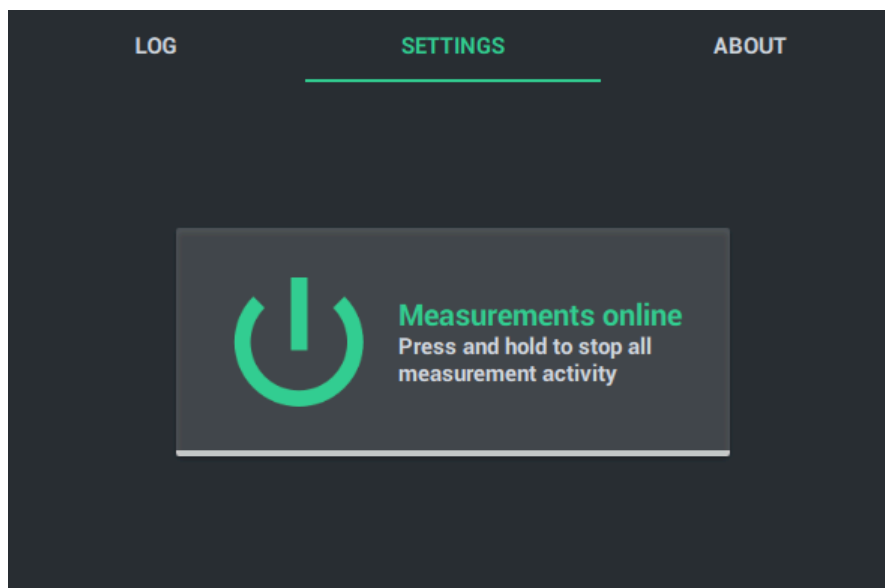 LOG SETTINGS ABOUT
Measurements online
Press and hold to stop all
measurement activity